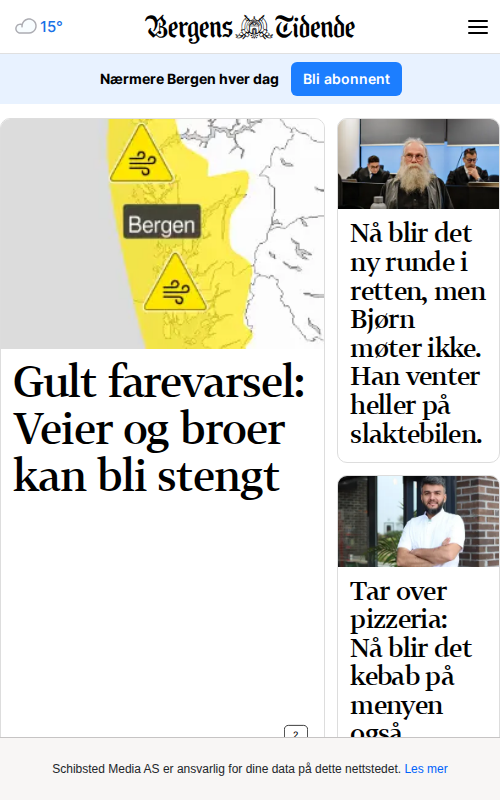 15°
Bergens Tidende
Nærmere Bergen hver dag
Bli abonnent
Bergen
Gult farevarsel:
Veier og broer
kan bli stengt
Nå blir det
ny runde i
retten, men
Bjørn
møter ikke.
Han venter
heller på
slaktebilen.
Tar over
pizzeria:
Nå blir det
kebab på
menyen
også
2
Schibsted Media AS er ansvarlig for dine data på dette nettstedet. Les mer